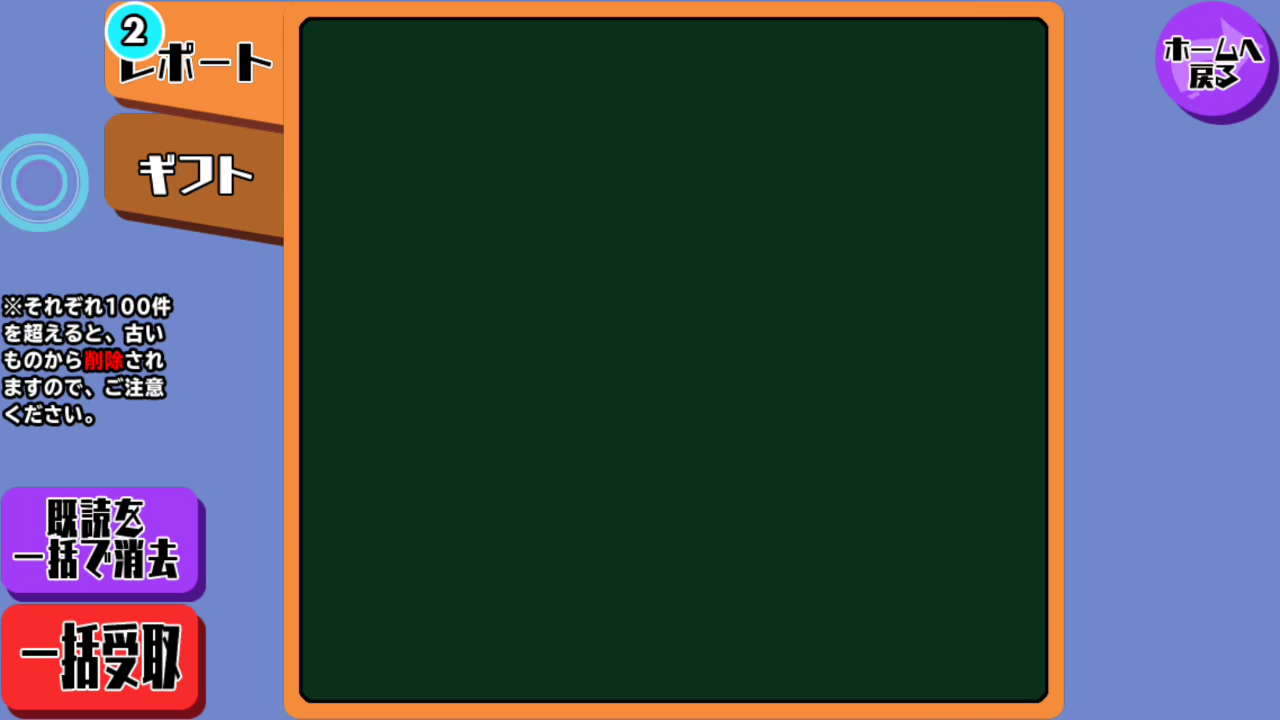 2
レポート
ギフト
ホームへ
戻る
※それぞれ100件
を超えると、古い
ものから削除され
ますので、ご注意
ください。
既読を
一括で消去
一括受取